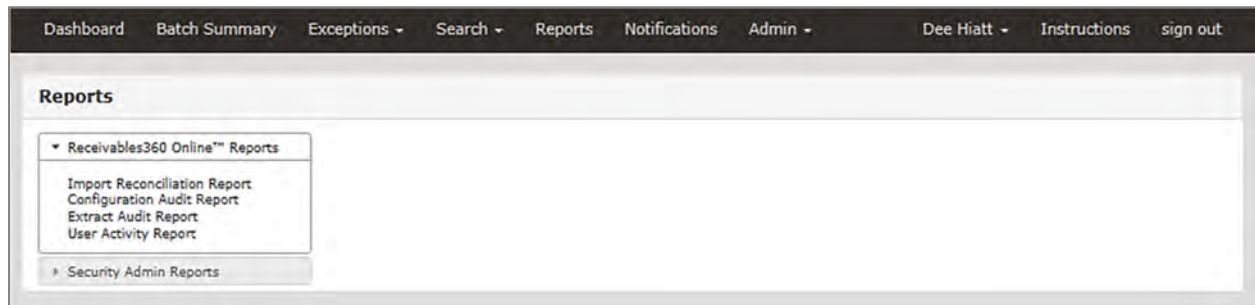 Dashboard Batch Summary Exceptions Search Reports Notifications Admin Dee Hiatt Instructions sign out
Reports
Receivables360 Online™ Reports
Import Reconciliation Report
Configuration Audit Report
Extract Audit Report
User Activity Report
Security Admin Reports